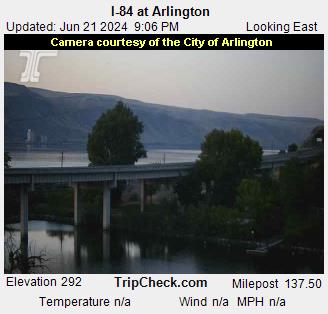 I-84 at Arlington
Updated: Jun 21 2024 9:06 PM Looking East
Camera courtesy of the City of Arlington
Elevation 292 TripCheck.com Milepost 137.50
Temperature n/a Wind n/a MPH n/a